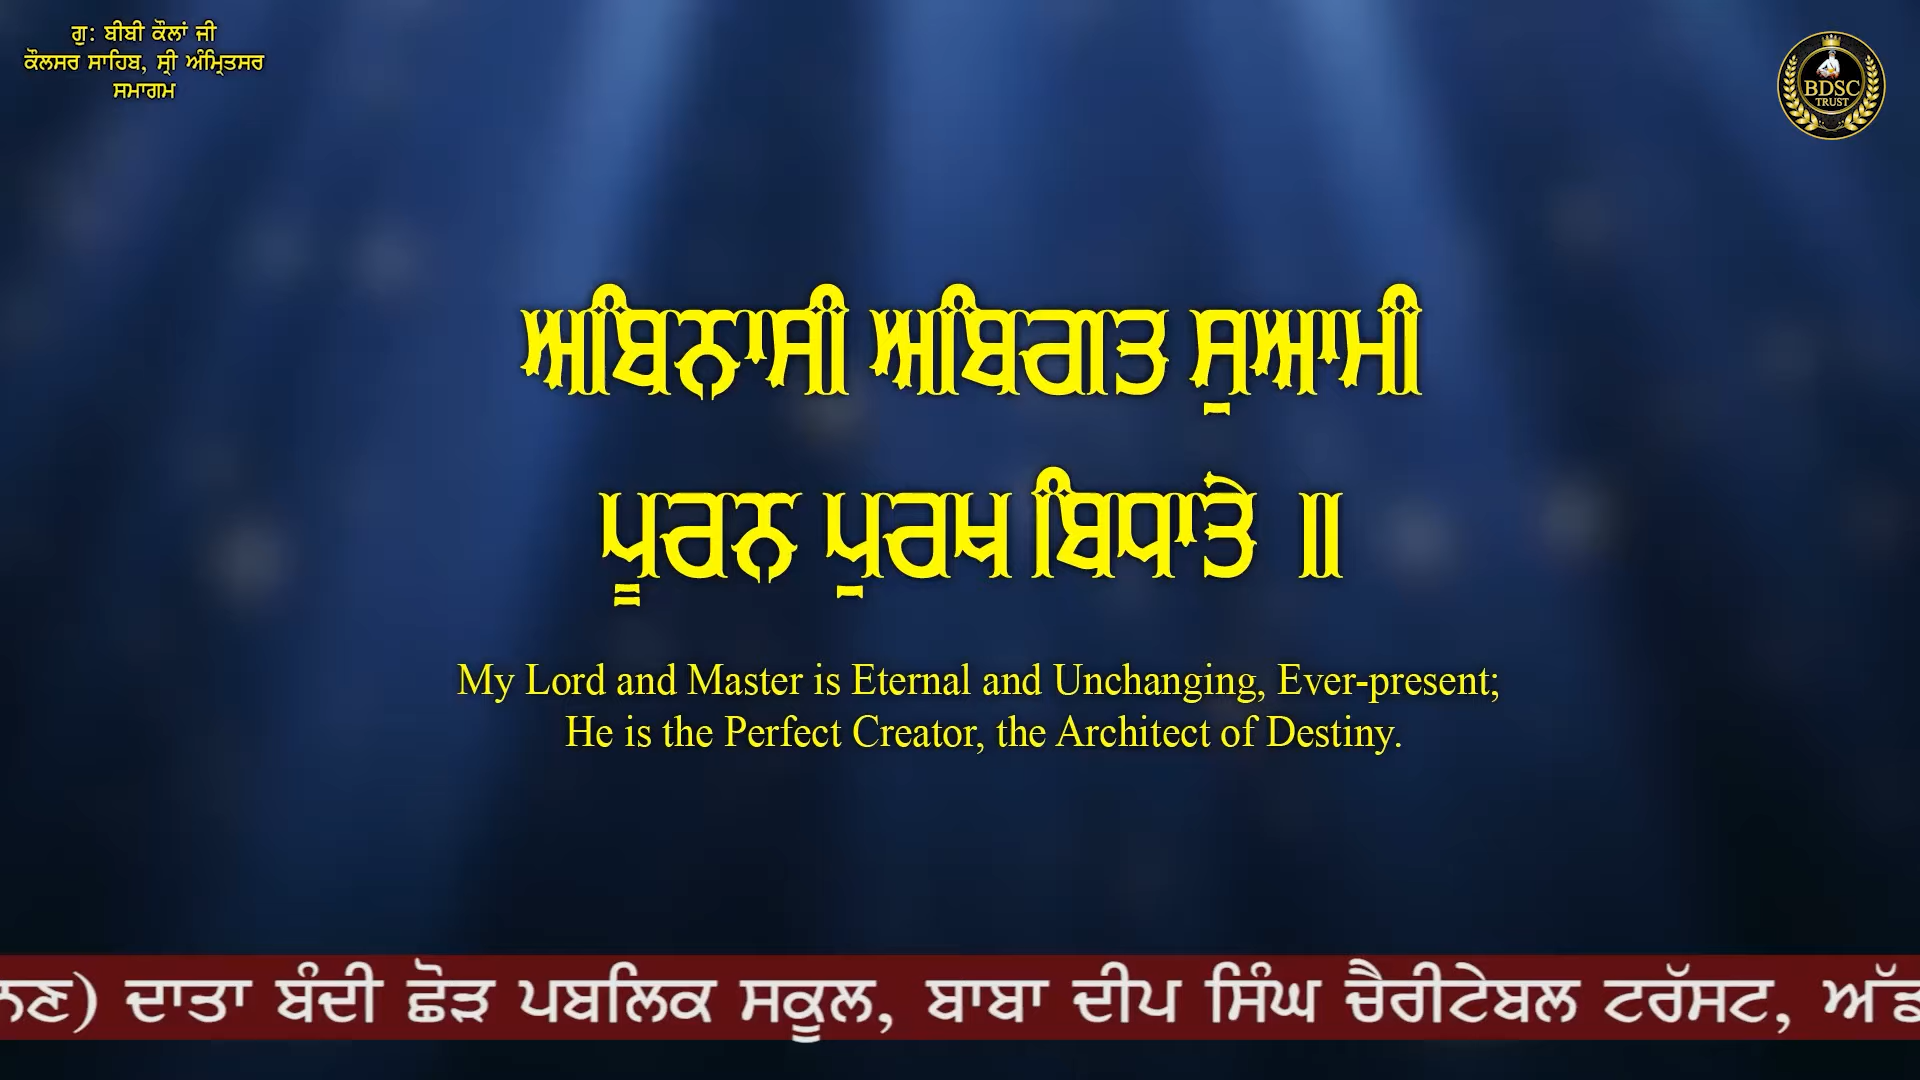 ਗੁ: ਬੀਬੀ ਕੌਲਾਂ ਜੀ
ਕੌਲਸਰ ਸਾਹਿਬ, ਸ੍ਰੀ ਅੰਮ੍ਰਿਤਸਰ
ਸਮਾਗਮ
BDSC
TRUST
ਅਬਿਨਾਸੀ ਅਬਿਗਤ ਸੁਆਮੀ
ਪੂਰਨ ਪੁਰਖ ਬਿਧਾਤੇ ॥
My Lord and Master is Eternal and Unchanging, Ever-present;
He is the Perfect Creator, the Architect of Destiny.
ਦਾਤਾ ਬੰਦੀ ਛੋੜ ਪਬਲਿਕ ਸਕੂਲ, ਬਾਬਾ ਦੀਪ ਸਿੰਘ ਚੈਰੀਟੇਬਲ ਟਰੱਸਟ,